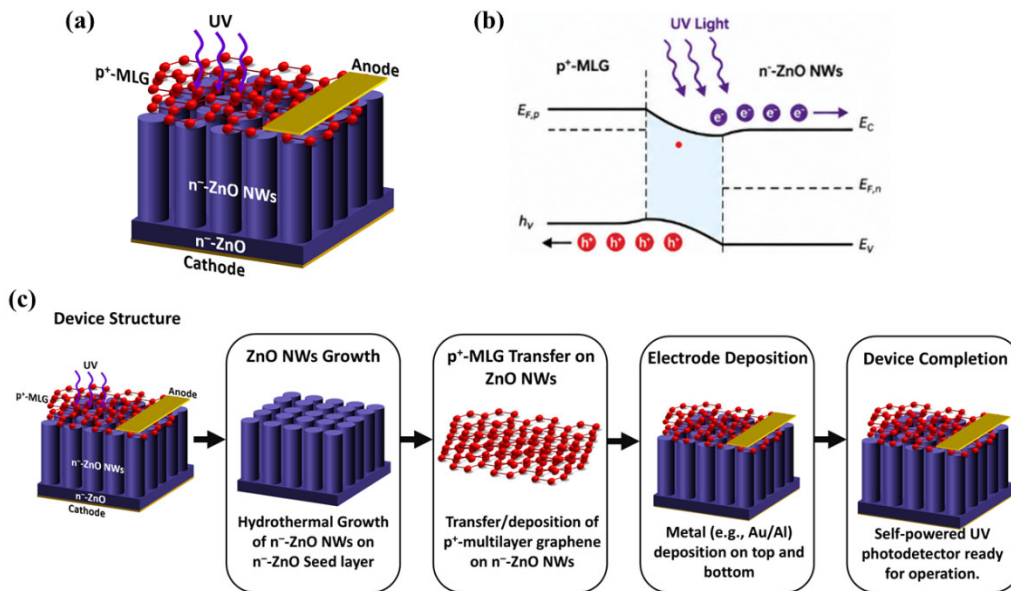 (a)
UV
p⁺-MLG
Anode
n⁻-ZnO NWs
n⁻-ZnO
Cathode
(b)
UV Light
p⁺-MLG
n⁻-ZnO NWs
E_F,p
e⁻ e⁻ e⁻ e⁻
E_C
E_F,n
h_V
h⁺ h⁺ h⁺ h⁺
E_V
(c)
Device Structure
UV
p⁺-MLG
Anode
n⁻-ZnO NWs
n⁻-ZnO
Cathode
ZnO NWs Growth
Hydrothermal Growth
of n⁻-ZnO NWs on
n⁻-ZnO Seed layer
p⁺-MLG Transfer on
ZnO NWs
Transfer/deposition of
p⁺-multilayer graphene
on n⁻-ZnO NWs
Electrode Deposition
Metal (e.g., Au/Al)
deposition on top and
bottom
Device Completion
Self-powered UV
photodetector ready
for operation.